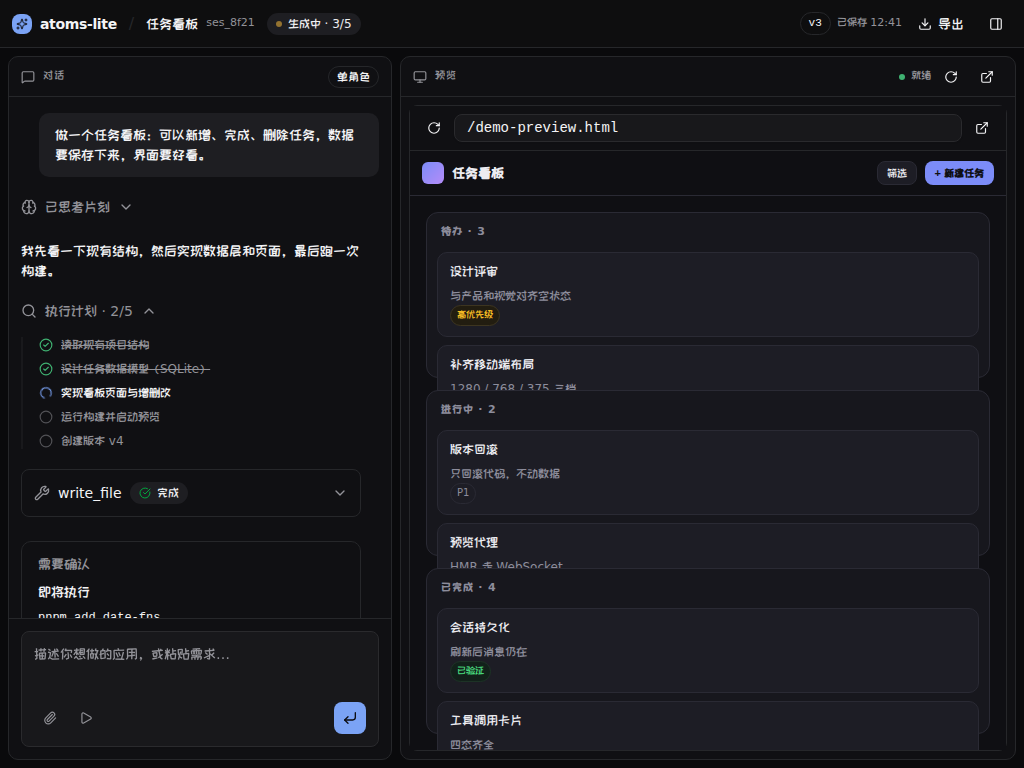 atoms-lite / 任务看板 ses_8f21 生成中 · 3/5
v3 已保存 12:41 导出
对话 单角色
做一个任务看板：可以新增、完成、删除任务，数据
要保存下来，界面要好看。
已思考片刻
我先看一下现有结构，然后实现数据层和页面，最后跑一次
构建。
执行计划 · 2/5
读取现有项目结构
设计任务数据模型（SQLite）
实现看板页面与增删改
运行构建并启动预览
创建版本 v4
write_file 完成
需要确认
即将执行
pnpm add date-fns
描述你想做的应用，或粘贴需求…
预览 就绪
/demo-preview.html
任务看板 筛选 + 新建任务
待办 · 3
设计评审
与产品和视觉对齐空状态
高优先级
补齐移动端布局
1280 / 768 / 375 三档
进行中 · 2
版本回滚
只回滚代码，不动数据
P1
预览代理
HMR 走 WebSocket
已完成 · 4
会话持久化
刷新后消息仍在
已验证
工具调用卡片
四态齐全